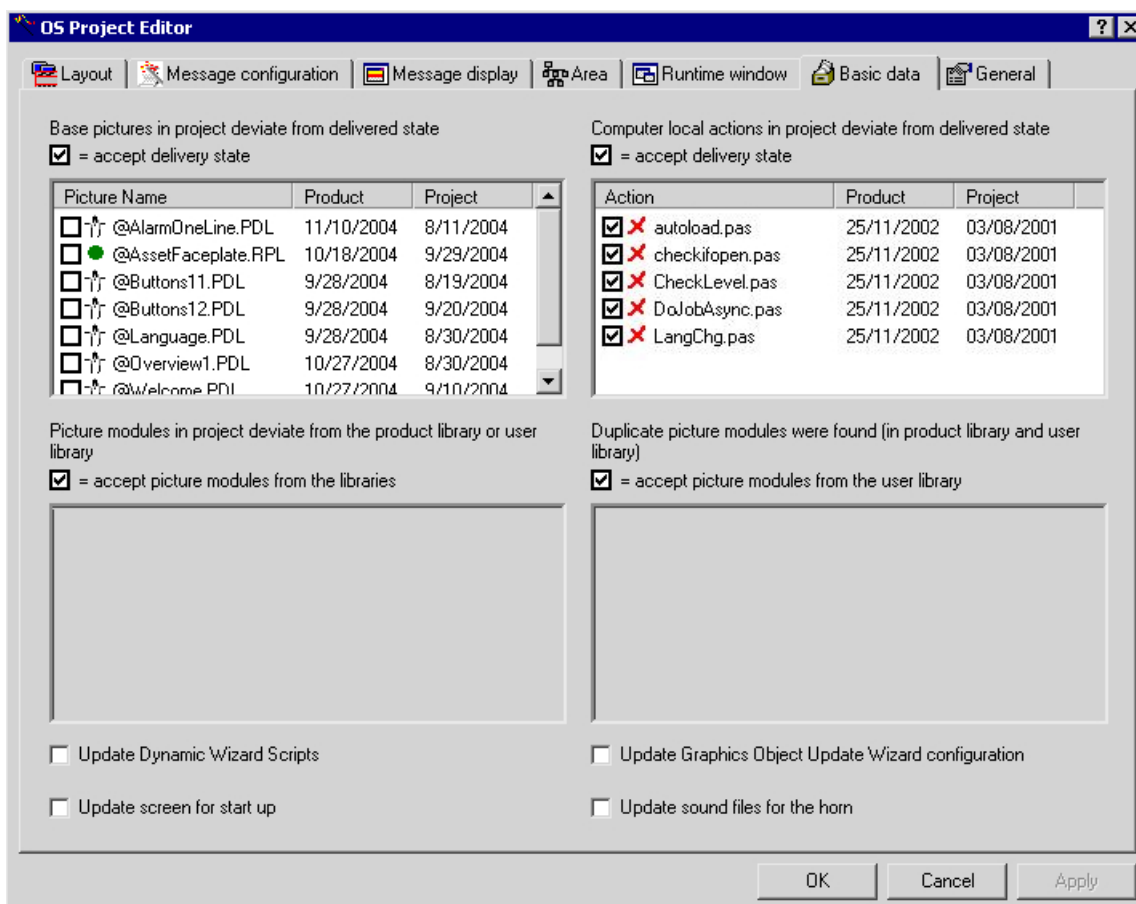 OS Project Editor
Layout Message configuration Message display Area Runtime window Basic data General
Base pictures in project deviate from delivered state
= accept delivery state
Picture Name Product Project
@AlarmOneLine.PDL 11/10/2004 8/11/2004
@AssetFaceplate.RPL 10/18/2004 9/29/2004
@Buttons11.PDL 9/28/2004 8/19/2004
@Buttons12.PDL 9/28/2004 9/20/2004
@Language.PDL 9/28/2004 8/30/2004
@Overview1.PDL 10/27/2004 8/30/2004
@Welcome.PDL 10/27/2004 9/10/2004
Computer local actions in project deviate from delivered state
= accept delivery state
Action Product Project
autoload.pas 25/11/2002 03/08/2001
checkifopen.pas 25/11/2002 03/08/2001
CheckLevel.pas 25/11/2002 03/08/2001
DoJobAsync.pas 25/11/2002 03/08/2001
LangChg.pas 25/11/2002 03/08/2001
Picture modules in project deviate from the product library or user
library
= accept picture modules from the libraries
Duplicate picture modules were found (in product library and user
library)
= accept picture modules from the user library
Update Dynamic Wizard Scripts
Update Graphics Object Update Wizard configuration
Update screen for start up
Update sound files for the horn
OK Cancel Apply